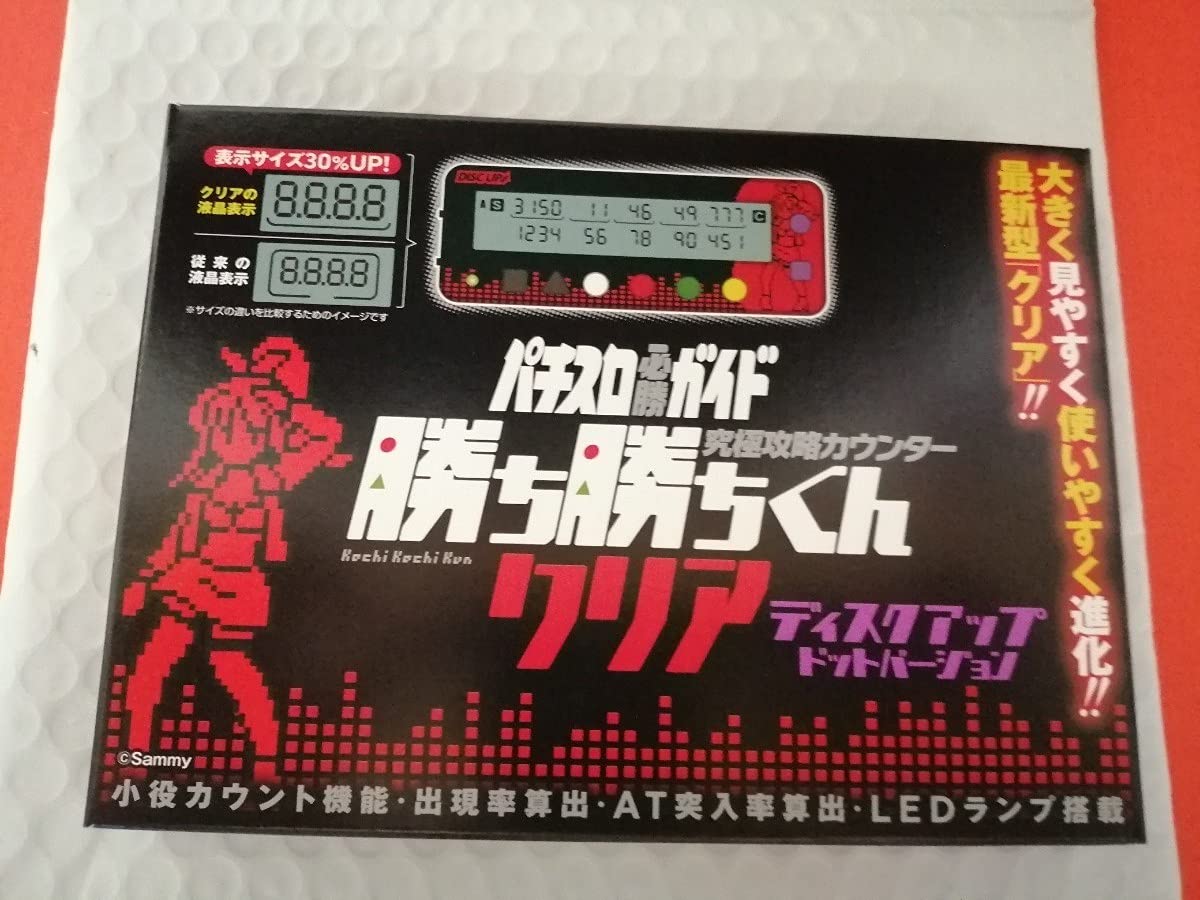 表示サイズ30%UP!
クリアの
液晶表示
8.8.8.8
従来の
液晶表示
8.8.8.8
※サイズの違いを比較するためのイメージです
DISC UP
S 3150 11 46 49 777 C
1234 56 78 90 451
大きく見やすく使いやすく進化!!
最新型「クリア」!!
パチスロ必勝ガイド
究極攻略カウンター
勝ち勝ちくん
Kachi Kachi Kun
クリア
ディスクアップ
ドットバージョン
©Sammy
小役カウント機能・出現率算出・AT突入率算出・LEDランプ搭載